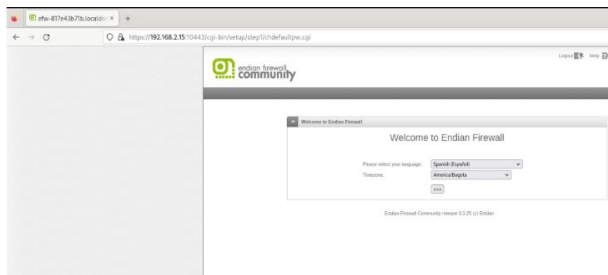 efw-817e43b71b.localdo
https://192.168.2.15:10443/cgi-bin/setup/step1/chdefaultpw.cgi
Logout Help
endian firewall
community
Welcome to Endian Firewall
Welcome to Endian Firewall
Please select your language: Spanish (Español)
Timezone: America/Bogota
>>>
Endian Firewall Community release 3.3.25 (c) Endian